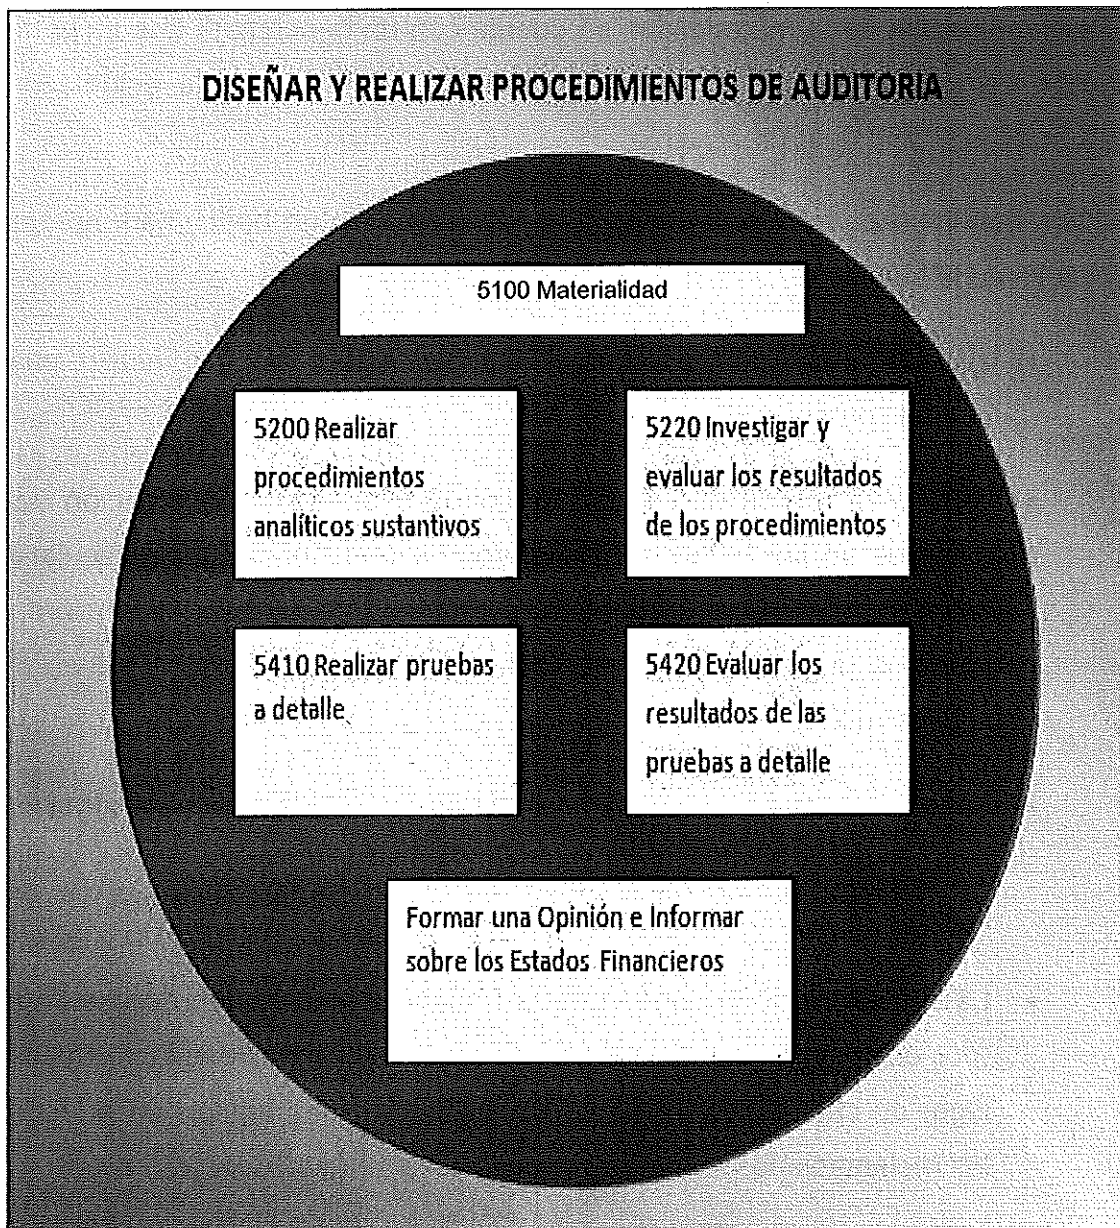 DISEÑAR Y REALIZAR PROCEDIMIENTOS DE AUDITORIA
5100 Materialidad
5200 Realizar
procedimientos
analíticos sustantivos
5220 Investigar y
evaluar los resultados
de los procedimientos
5410 Realizar pruebas
a detalle
5420 Evaluar los
resultados de las
pruebas a detalle
Formar una Opinión e Informar
sobre los Estados Financieros